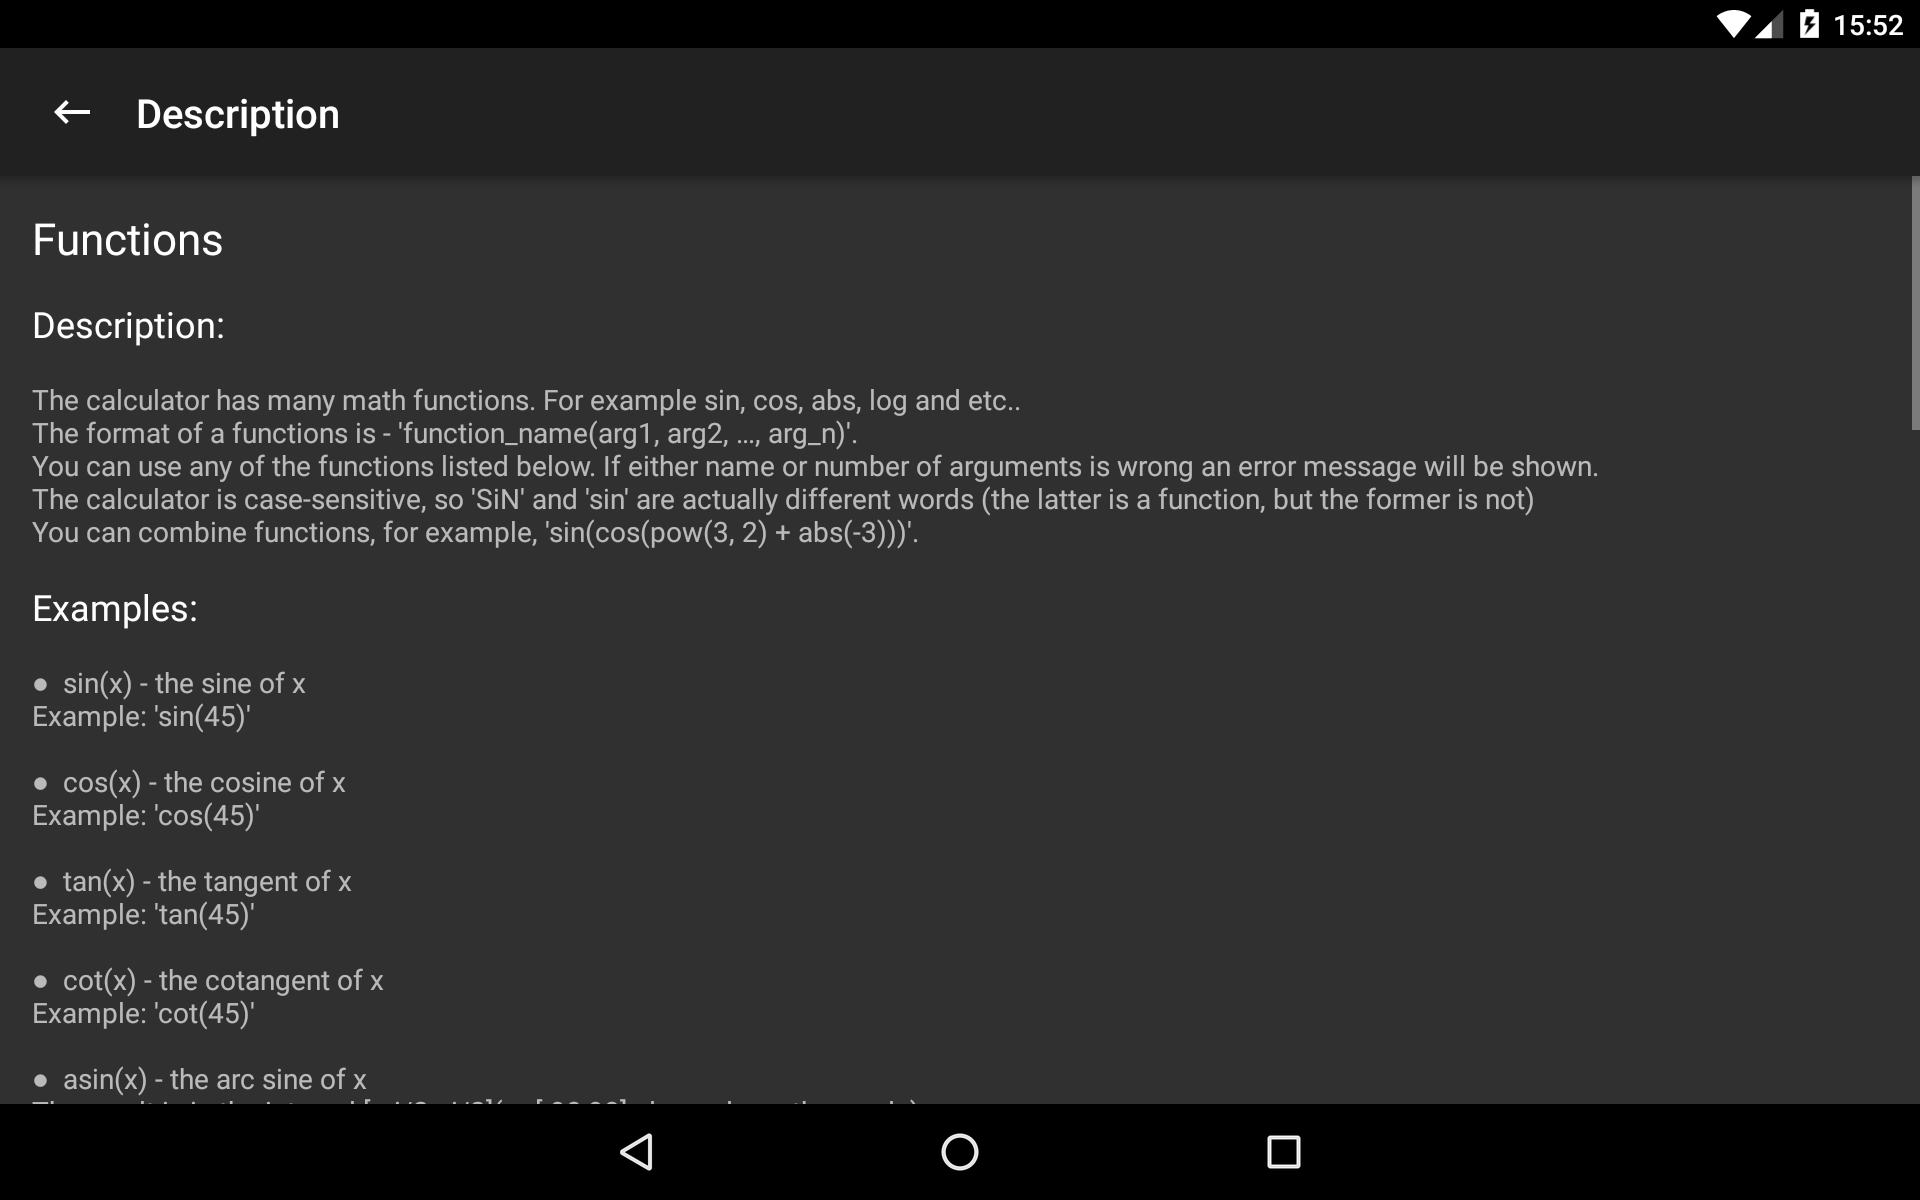 15:52
Description
Functions
Description:
The calculator has many math functions. For example sin, cos, abs, log and etc..
The format of a functions is - 'function_name(arg1, arg2, ..., arg_n)'.
You can use any of the functions listed below. If either name or number of arguments is wrong an error message will be shown.
The calculator is case-sensitive, so 'SiN' and 'sin' are actually different words (the latter is a function, but the former is not)
You can combine functions, for example, 'sin(cos(pow(3, 2) + abs(-3)))'.
Examples:
● sin(x) - the sine of x
Example: 'sin(45)'
● cos(x) - the cosine of x
Example: 'cos(45)'
● tan(x) - the tangent of x
Example: 'tan(45)'
● cot(x) - the cotangent of x
Example: 'cot(45)'
● asin(x) - the arc sine of x